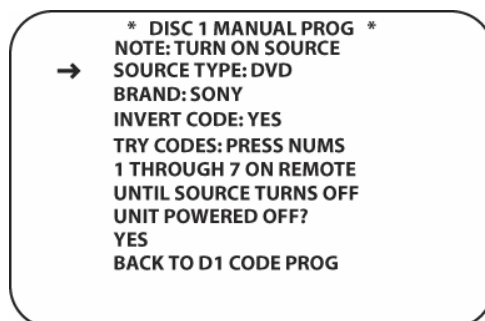 * DISC 1 MANUAL PROG *
NOTE: TURN ON SOURCE
→ SOURCE TYPE: DVD
BRAND: SONY
INVERT CODE: YES
TRY CODES: PRESS NUMS
1 THROUGH 7 ON REMOTE
UNTIL SOURCE TURNS OFF
UNIT POWERED OFF?
YES
BACK TO D1 CODE PROG